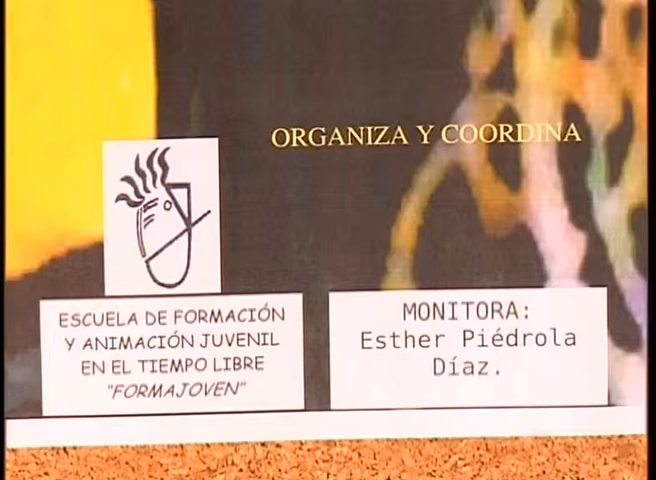 ORGANIZA Y COORDINA
ESCUELA DE FORMACIÓN
Y ANIMACIÓN JUVENIL
EN EL TIEMPO LIBRE
"FORMAJOVEN"
MONITORA:
Esther Piédrola
Díaz.